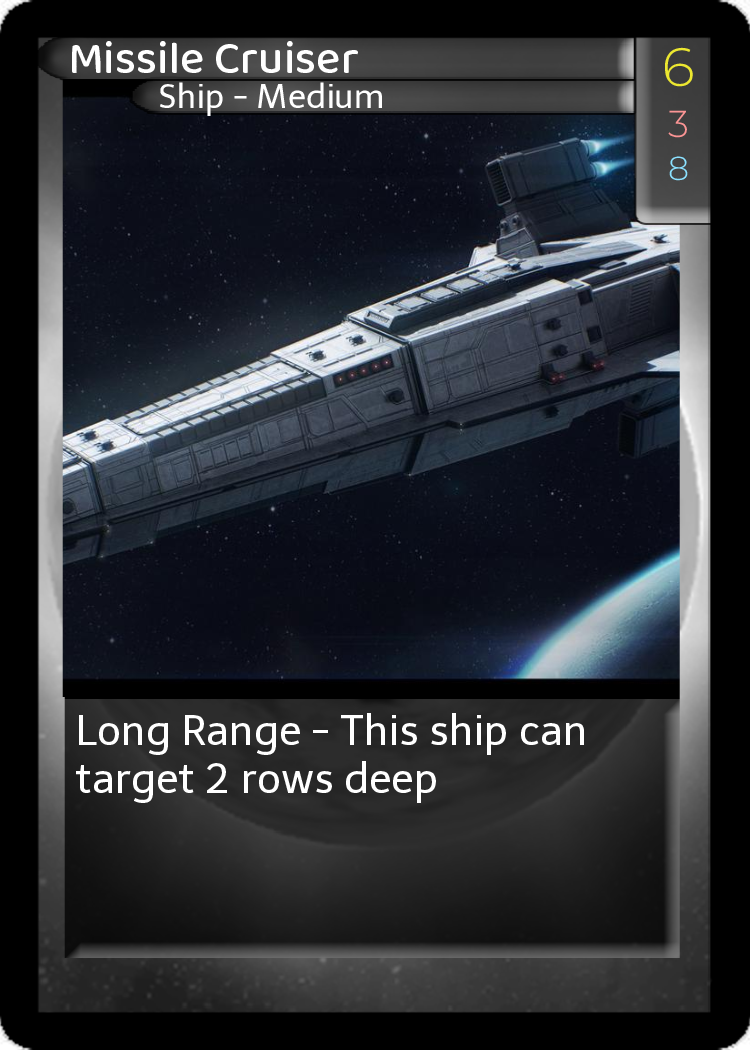 Missile Cruiser
6
Ship - Medium
3
8
Long Range - This ship can
target 2 rows deep